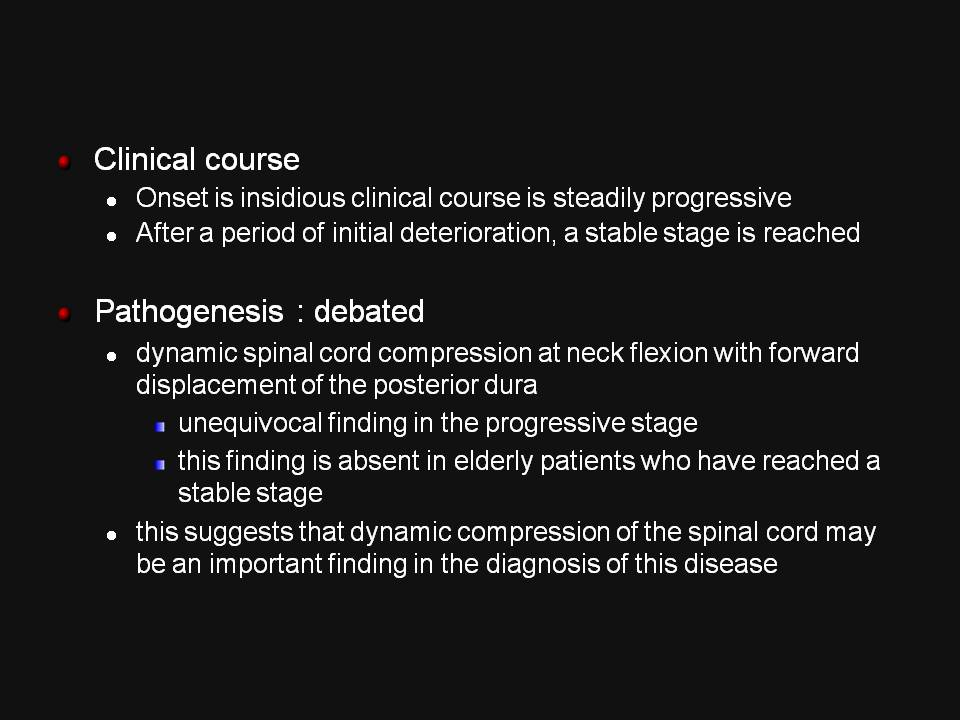 Clinical course
Onset is insidious clinical course is steadily progressive
After a period of initial deterioration, a stable stage is reached
Pathogenesis : debated
dynamic spinal cord compression at neck flexion with forward
displacement of the posterior dura
unequivocal finding in the progressive stage
this finding is absent in elderly patients who have reached a
stable stage
this suggests that dynamic compression of the spinal cord may
be an important finding in the diagnosis of this disease